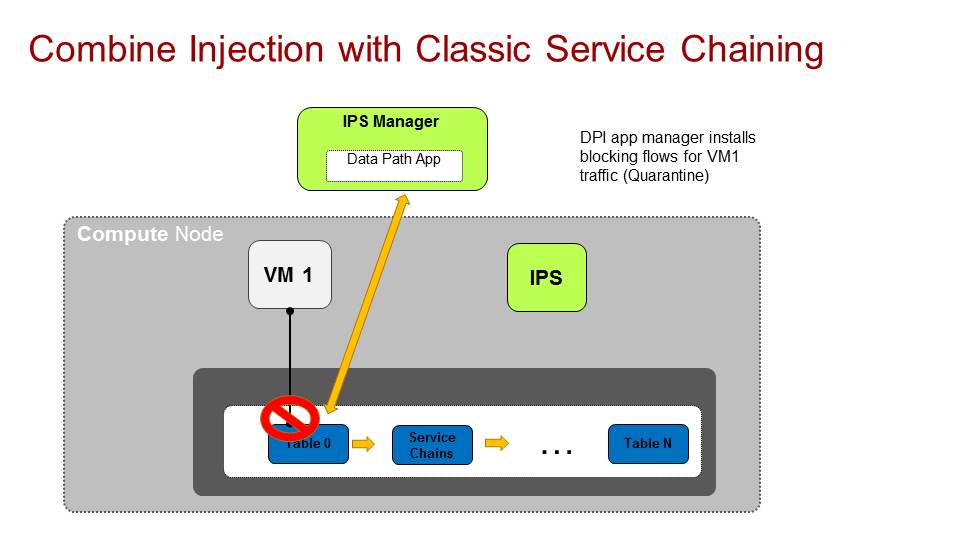 Combine Injection with Classic Service Chaining
IPS Manager
Data Path App
DPI app manager installs
blocking flows for VM1
traffic (Quarantine)
Compute Node
VM 1
IPS
Table 0
Service
Chains
...
Table N